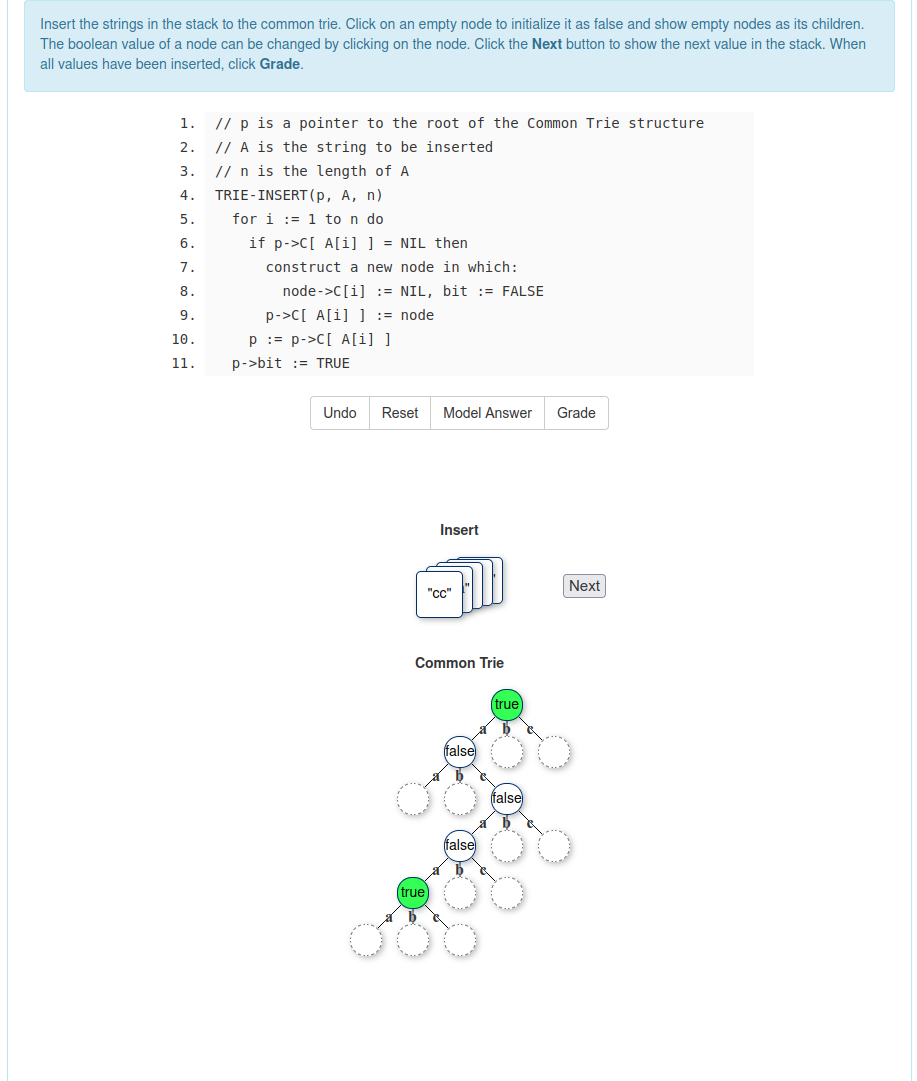 Insert the strings in the stack to the common trie. Click on an empty node to initialize it as false and show empty nodes as its children.
The boolean value of a node can be changed by clicking on the node. Click the Next button to show the next value in the stack. When
all values have been inserted, click Grade.
1. // p is a pointer to the root of the Common Trie structure
2. // A is the string to be inserted
3. // n is the length of A
4. TRIE-INSERT(p, A, n)
5. for i := 1 to n do
6. if p->C[ A[i] ] = NIL then
7. construct a new node in which:
8. node->C[i] := NIL, bit := FALSE
9. p->C[ A[i] ] := node
10. p := p->C[ A[i] ]
11. p->bit := TRUE
Undo Reset Model Answer Grade
Insert
"cc" Next
Common Trie
true
a b c
false
a b c
false
a b c
false
a b c
true
a b c